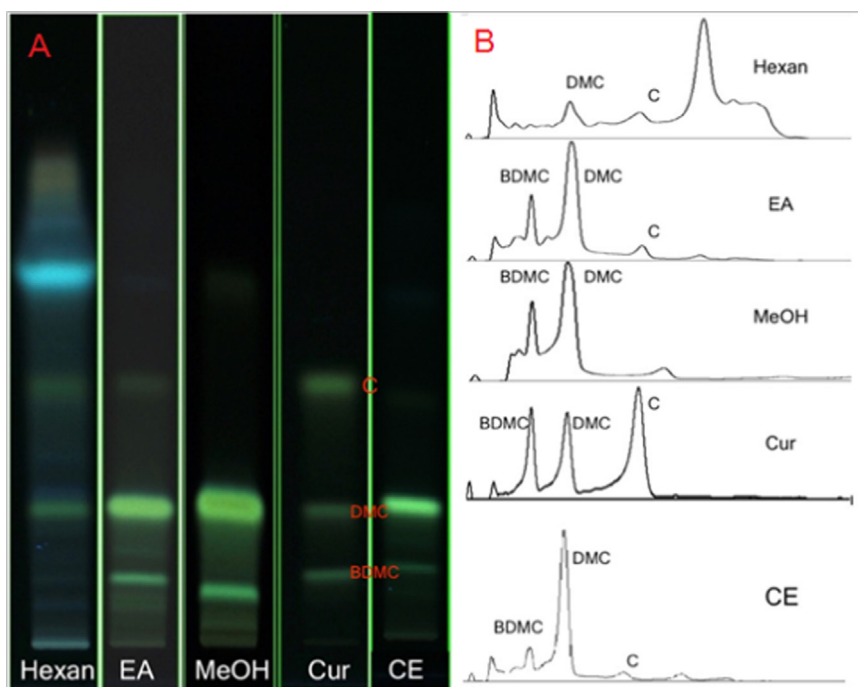 A
C
DMC
BDMC
Hexan EA MeOH Cur CE
B
DMC
C
Hexan
BDMC DMC
EA
C
BDMC DMC
MeOH
C
BDMC DMC
Cur
DMC
CE
BDMC
C